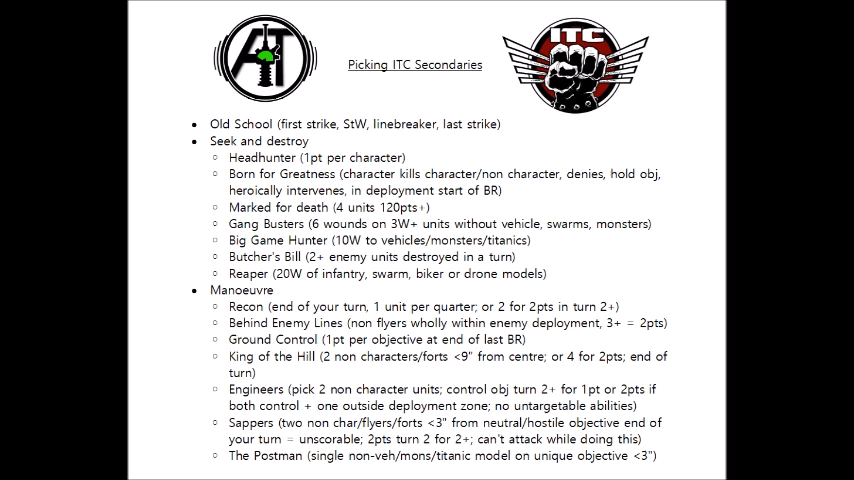 AT
ITC
Picking ITC Secondaries
• Old School (first strike, StW, linebreaker, last strike)
• Seek and destroy
◦ Headhunter (1pt per character)
◦ Born for Greatness (character kills character/non character, denies, hold obj,
heroically intervenes, in deployment start of BR)
◦ Marked for death (4 units 120pts+)
◦ Gang Busters (6 wounds on 3W+ units without vehicle, swarms, monsters)
◦ Big Game Hunter (10W to vehicles/monsters/titanics)
◦ Butcher's Bill (2+ enemy units destroyed in a turn)
◦ Reaper (20W of infantry, swarm, biker or drone models)
• Manoeuvre
◦ Recon (end of your turn, 1 unit per quarter; or 2 for 2pts in turn 2+)
◦ Behind Enemy Lines (non flyers wholly within enemy deployment, 3+ = 2pts)
◦ Ground Control (1pt per objective at end of last BR)
◦ King of the Hill (2 non characters/forts <9" from centre; or 4 for 2pts; end of
turn)
◦ Engineers (pick 2 non character units; control obj turn 2+ for 1pt or 2pts if
both control + one outside deployment zone; no untargetable abilities)
◦ Sappers (two non char/flyers/forts <3" from neutral/hostile objective end of
your turn = unscorable; 2pts turn 2 for 2+; can't attack while doing this)
◦ The Postman (single non-veh/mons/titanic model on unique objective <3")